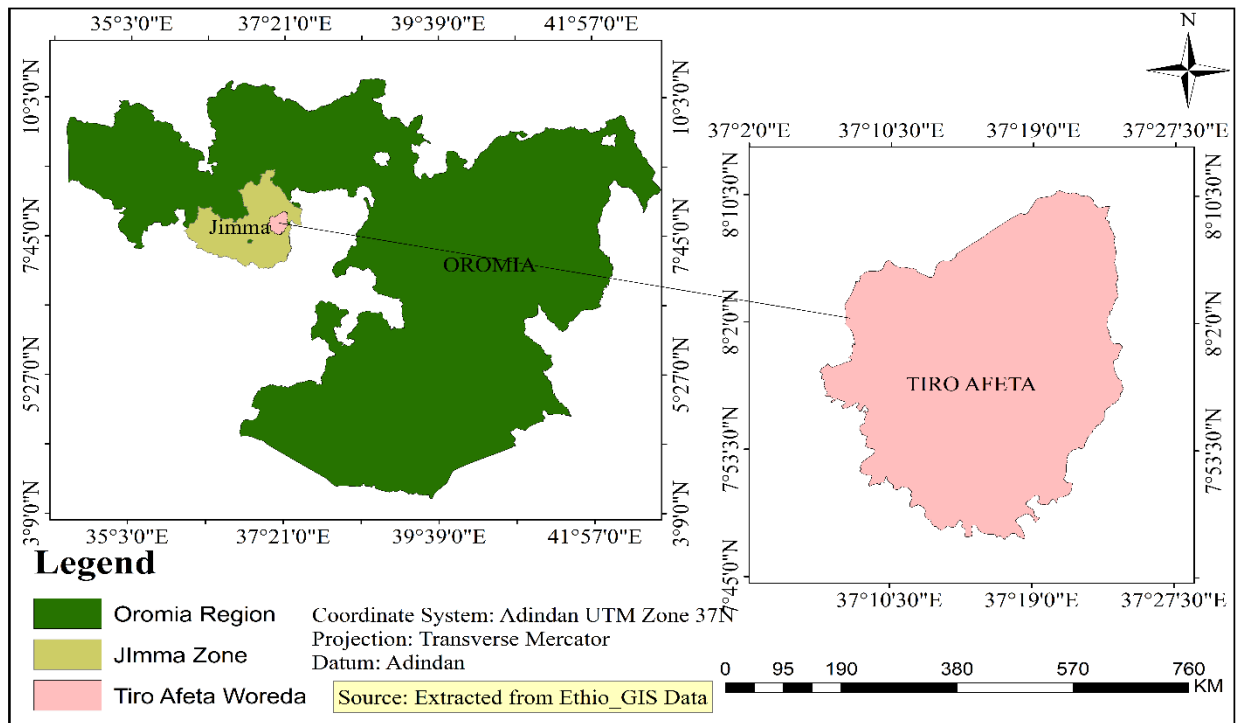 35°3'0"E 37°21'0"E 39°39'0"E 41°57'0"E
N
10°3'0"N
10°3'0"N
7°45'0"N
7°45'0"N
5°27'0"N
5°27'0"N
3°9'0"N
3°9'0"N
Jimma
OROMIA
35°3'0"E 37°21'0"E 39°39'0"E 41°57'0"E
37°2'0"E 37°10'30"E 37°19'0"E 37°27'30"E
8°10'30"N
8°10'30"N
8°2'0"N
8°2'0"N
TIRO AFETA
7°53'30"N
7°53'30"N
7°45'0"N
37°10'30"E 37°19'0"E 37°27'30"E
Legend
Oromia Region
JImma Zone
Tiro Afeta Woreda
Coordinate System: Adindan UTM Zone 37N
Projection: Transverse Mercator
Datum: Adindan
Source: Extracted from Ethio_GIS Data
0 95 190 380 570 760
KM